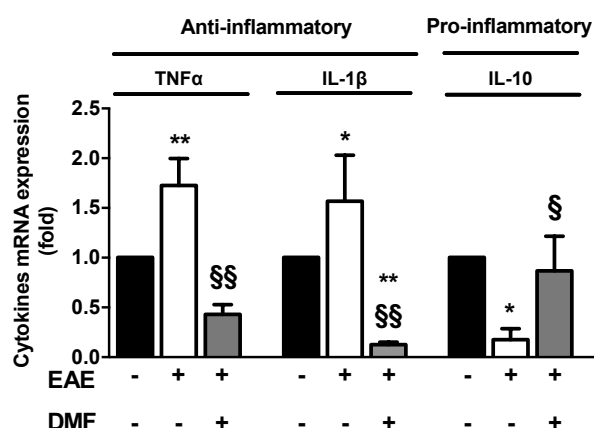 Anti-inflammatory Pro-inflammatory
TNFα IL-1β IL-10
Cytokines mRNA expression
(fold)
2.5
2.0
1.5
1.0
0.5
0.0
** * §
§§ ** §§ *
EAE - + + - + + - + +
DMF - - + - - + - - +